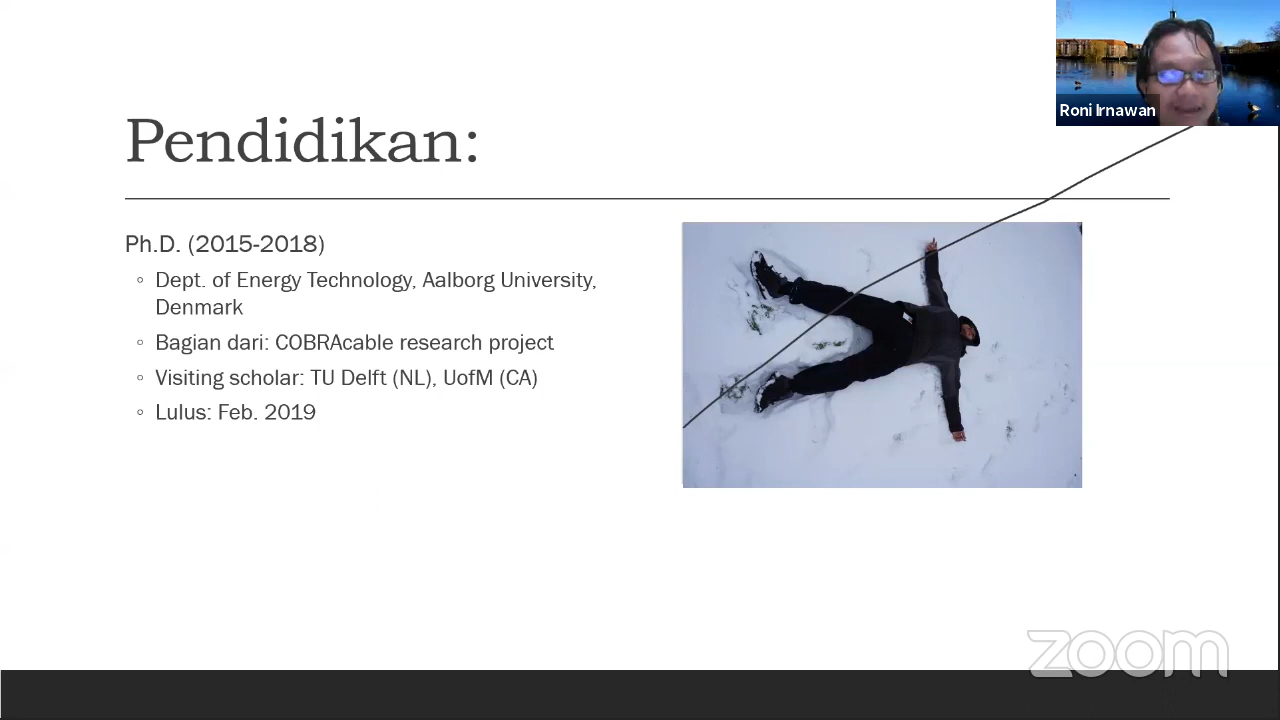 Roni Irnawan
Pendidikan:
Ph.D. (2015-2018)
◦ Dept. of Energy Technology, Aalborg University,
Denmark
◦ Bagian dari: COBRAcable research project
◦ Visiting scholar: TU Delft (NL), UofM (CA)
◦ Lulus: Feb. 2019
zoom